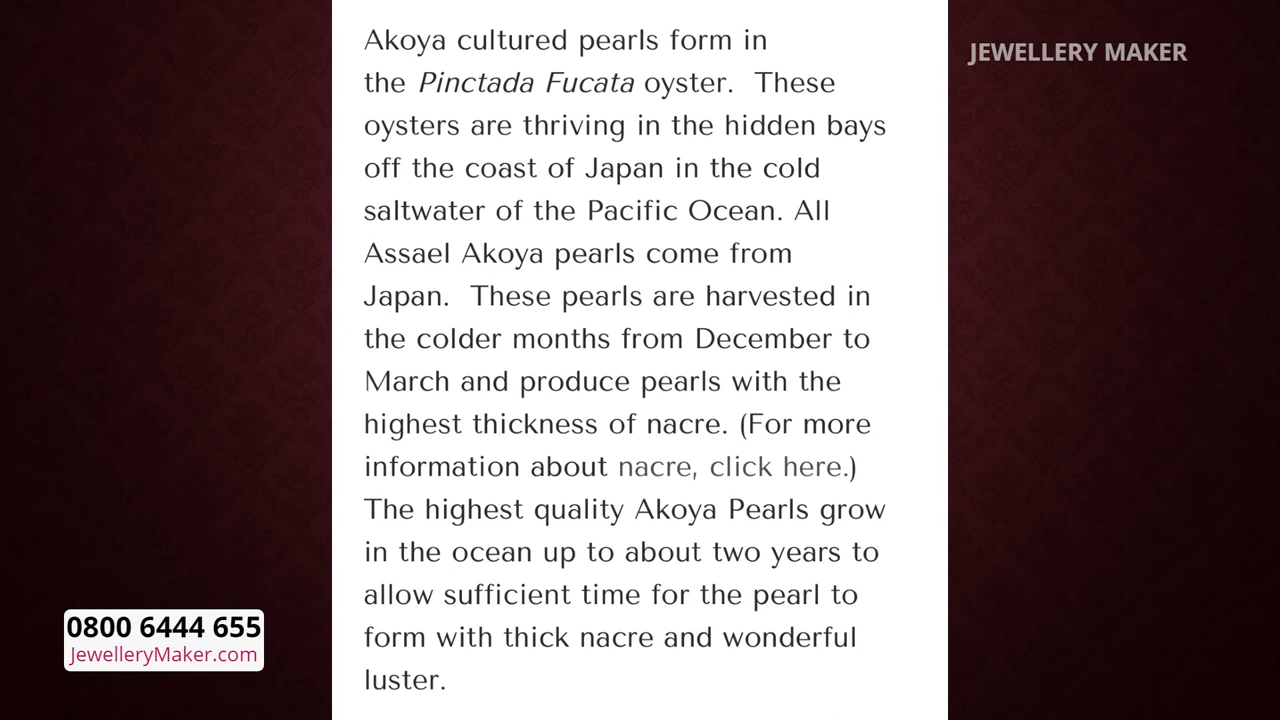 Akoya cultured pearls form in
the Pinctada Fucata oyster.  These
oysters are thriving in the hidden bays
off the coast of Japan in the cold
saltwater of the Pacific Ocean. All
Assael Akoya pearls come from
Japan.  These pearls are harvested in
the colder months from December to
March and produce pearls with the
highest thickness of nacre. (For more
information about nacre, click here.)
The highest quality Akoya Pearls grow
in the ocean up to about two years to
allow sufficient time for the pearl to
form with thick nacre and wonderful
luster.
JEWELLERY MAKER
0800 6444 655
JewelleryMaker.com